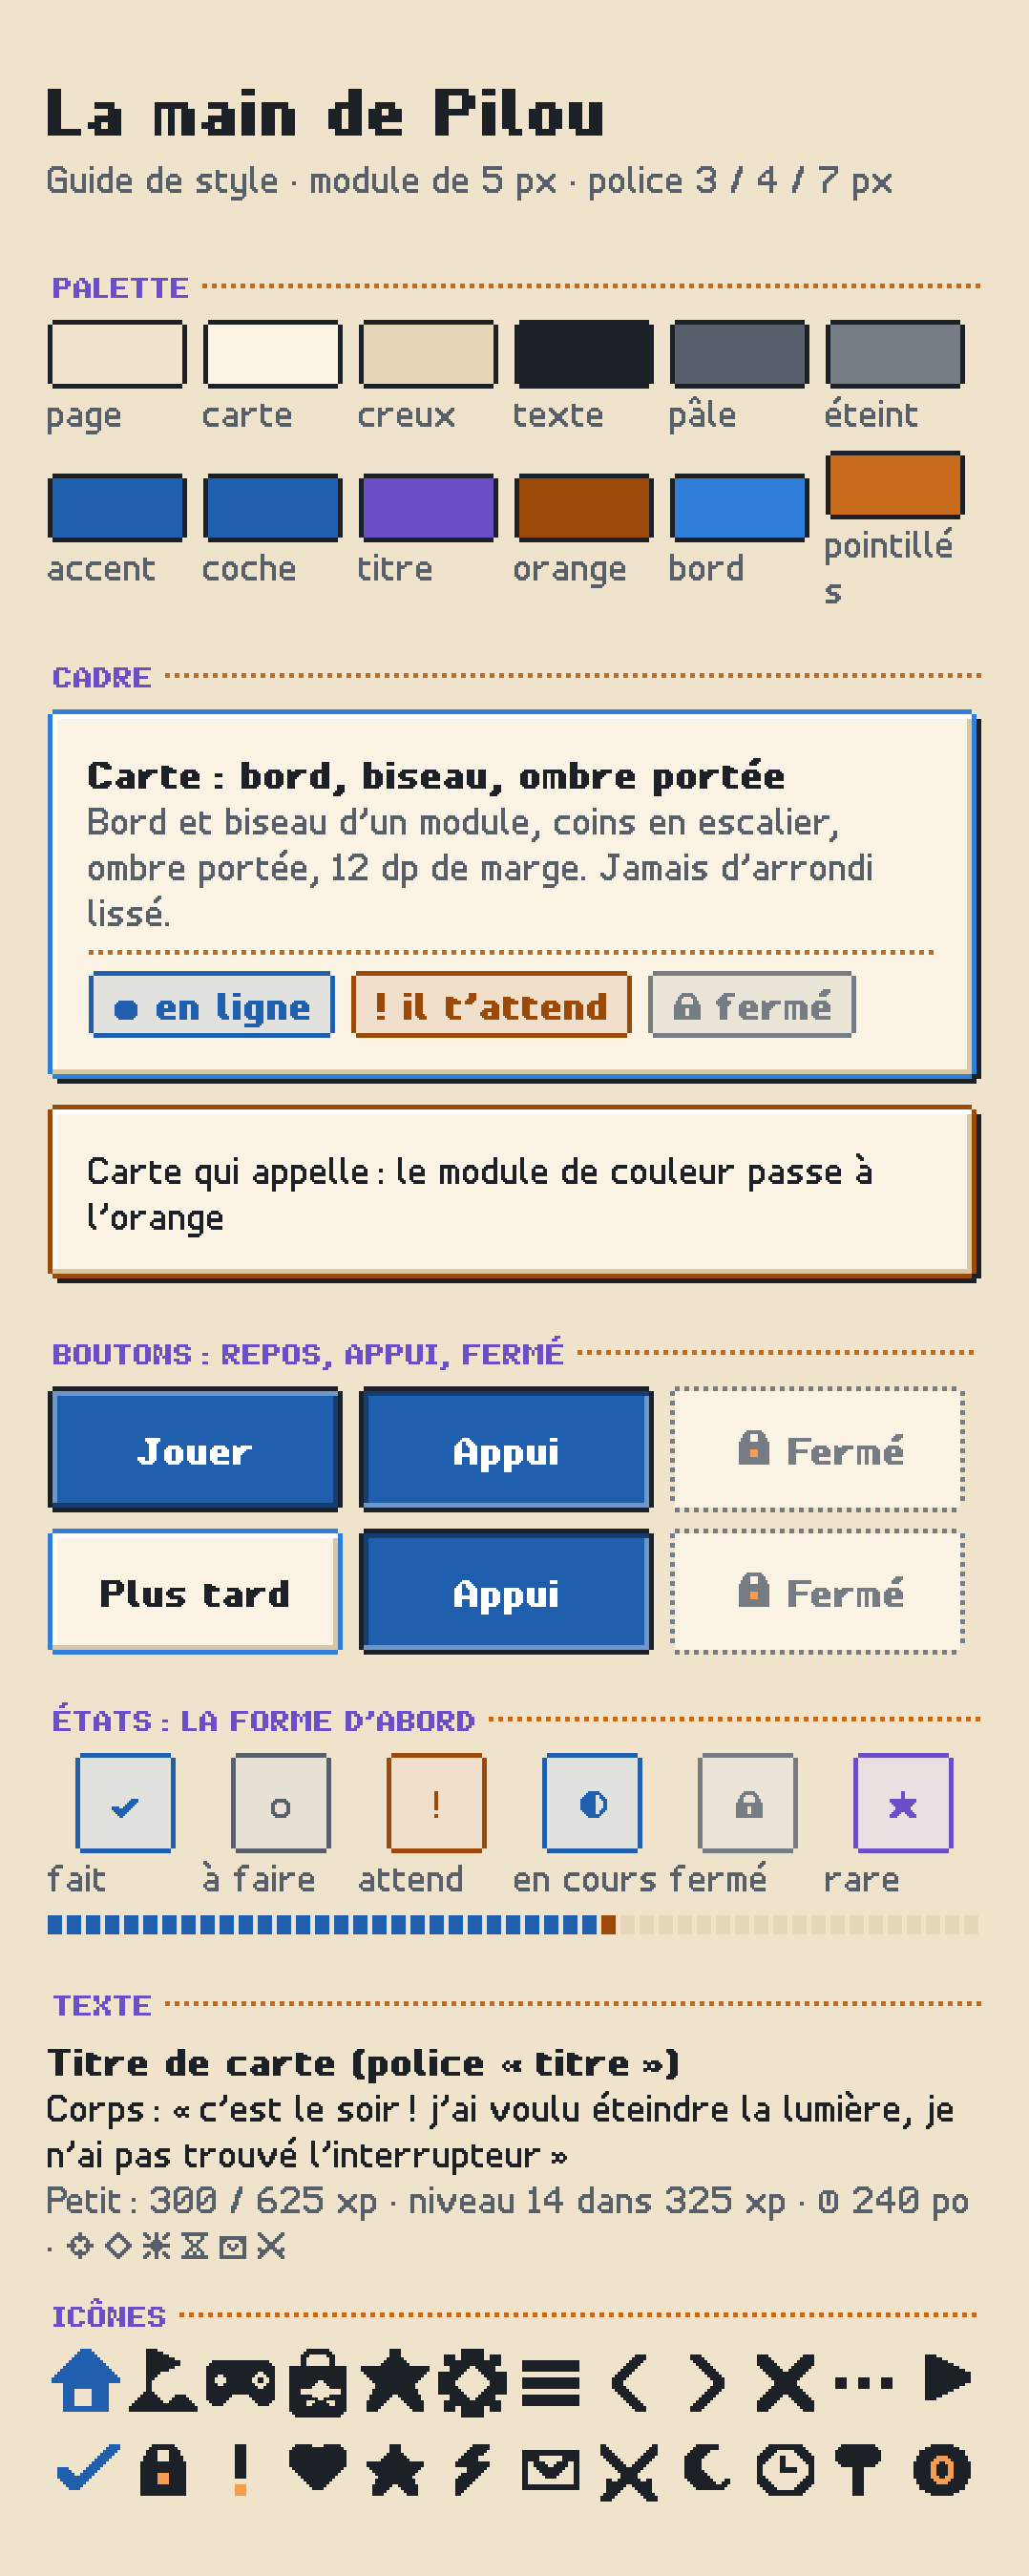 La main de Pilou
Guide de style · module de 5 px · police 3 / 4 / 7 px
PALETTE
page carte creux texte pâle éteint
accent coche titre orange bord pointillé
s
CADRE
Carte : bord, biseau, ombre portée
Bord et biseau d’un module, coins en escalier,
ombre portée, 12 dp de marge. Jamais d’arrondi
lissé.
en ligne ! il t’attend fermé
Carte qui appelle : le module de couleur passe à
l’orange
BOUTONS : REPOS, APPUI, FERMÉ
Jouer Appui Fermé
Plus tard Appui Fermé
ÉTATS : LA FORME D’ABORD
!
fait à faire attend en cours fermé rare
TEXTE
Titre de carte (police « titre »)
Corps : « c’est le soir ! j’ai voulu éteindre la lumière, je
n’ai pas trouvé l’interrupteur »
Petit : 300 / 625 xp · niveau 14 dans 325 xp · 240 po
·
ICÔNES